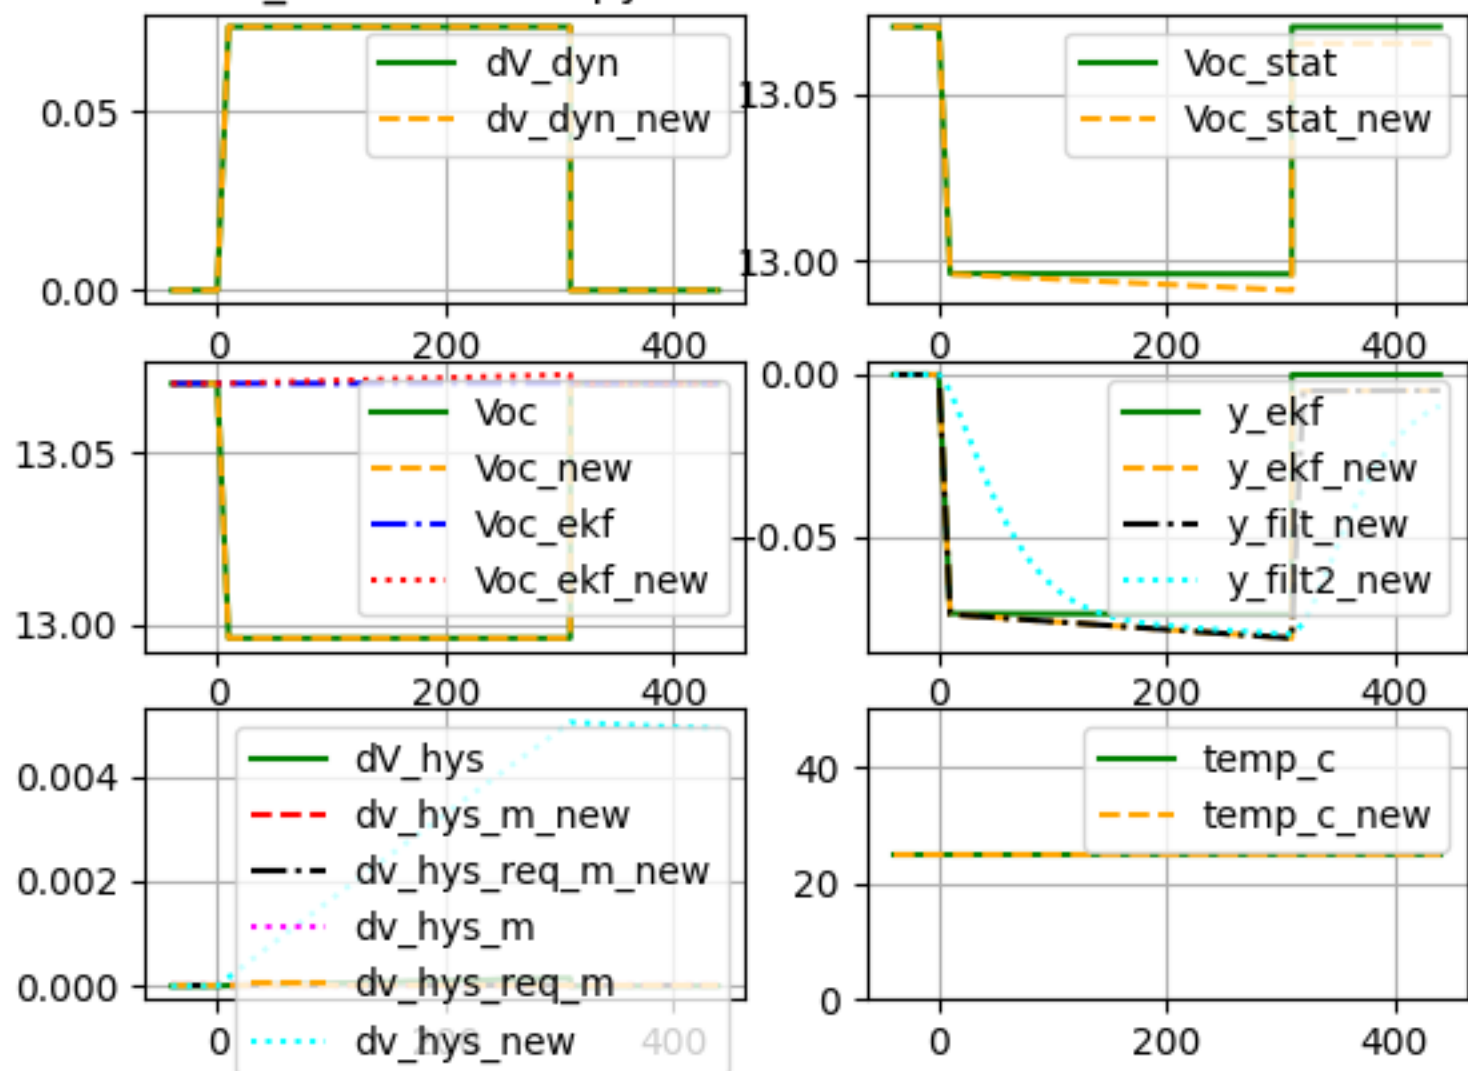 dV_dyn
dv_dyn_new
0.05
0.00
0 200 400
Voc_stat
Voc_stat_new
13.05
13.00
0 200 400
Voc
Voc_new
Voc_ekf
Voc_ekf_new
13.05
13.00
0 200 400
y_ekf
y_ekf_new
y_filt_new
y_filt2_new
0.00
−0.05
0 200 400
dV_hys
dv_hys_m_new
dv_hys_req_m_new
dv_hys_m
dv_hys_req_m
dv_hys_new
0.004
0.002
0.000
0 200 400
temp_c
temp_c_new
40
20
0
0 200 400